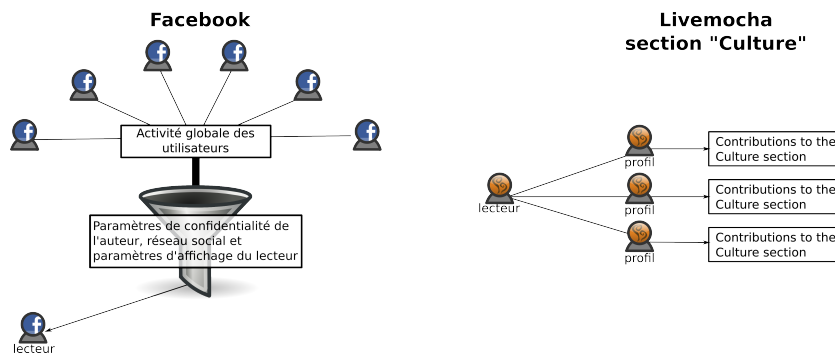 Facebook
Activité globale des
utilisateurs
Paramètres de confidentialité de
l'auteur, réseau social et
paramètres d'affichage du lecteur
lecteur
Livemocha
section "Culture"
lecteur
profil
Contributions to the
Culture section
profil
Contributions to the
Culture section
profil
Contributions to the
Culture section